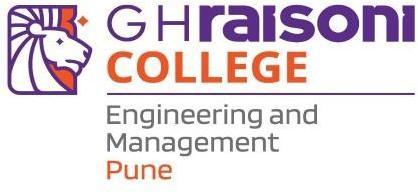 GHRAISONI
COLLEGE
Engineering and
Management
Pune